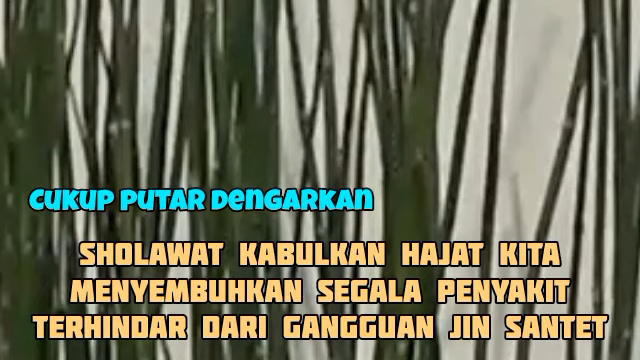 CUKUP PUTAR DENGARKAN
SHOLAWAT KABULKAN HAJAT KITA
MENYEMBUHKAN SEGALA PENYAKIT
TERHINDAR DARI GANGGUAN JIN SANTET